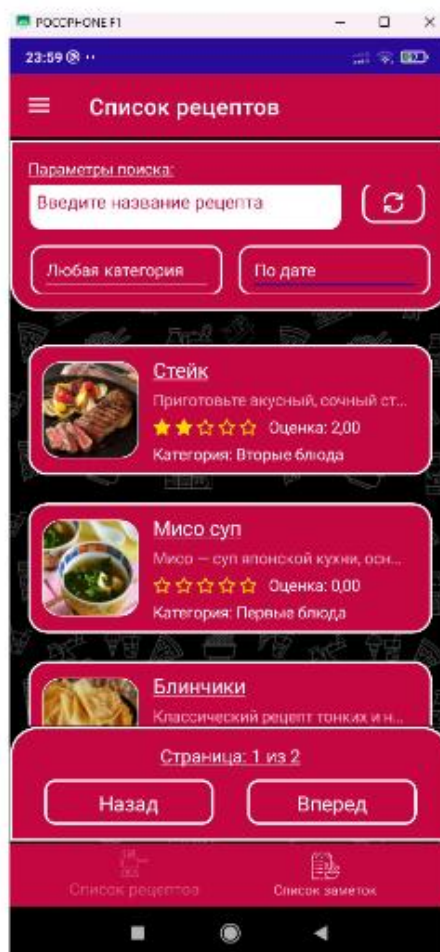 POCOPHONE F1
23:59
Список рецептов
Параметры поиска:
Введите название рецепта
Любая категория
По дате
Стейк
Приготовьте вкусный, сочный ст...
Оценка: 2,00
Категория: Вторые блюда
Мисо суп
Мисо — суп японской кухни, осн...
Оценка: 0,00
Категория: Первые блюда
Блинчики
Классический рецепт тонких и н...
Страница: 1 из 2
Назад
Вперед
Список рецептов
Список заметок